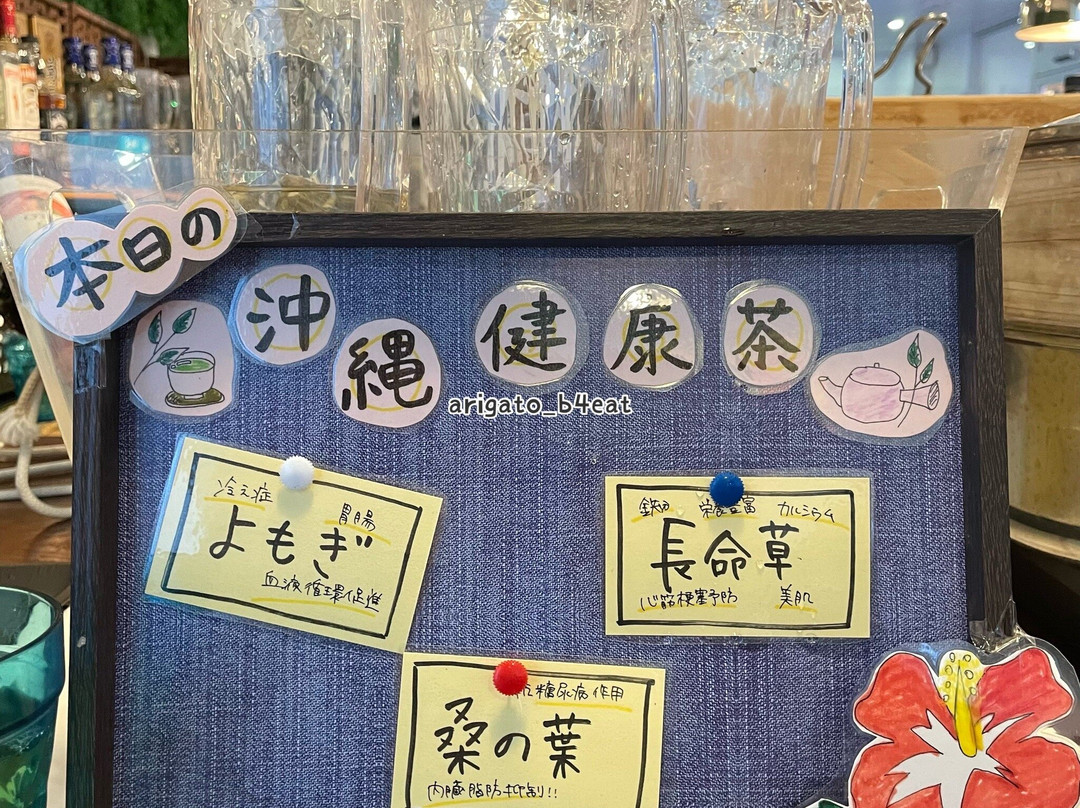 本日の
沖縄健康茶
arigato_b4eat
冷え症
胃腸
よもぎ
血液循環促進
鉄分 栄養豊富 カルシウム
長命草
心筋梗塞予防 美肌
抗糖尿病作用
桑の葉
内臓脂肪抑制!!